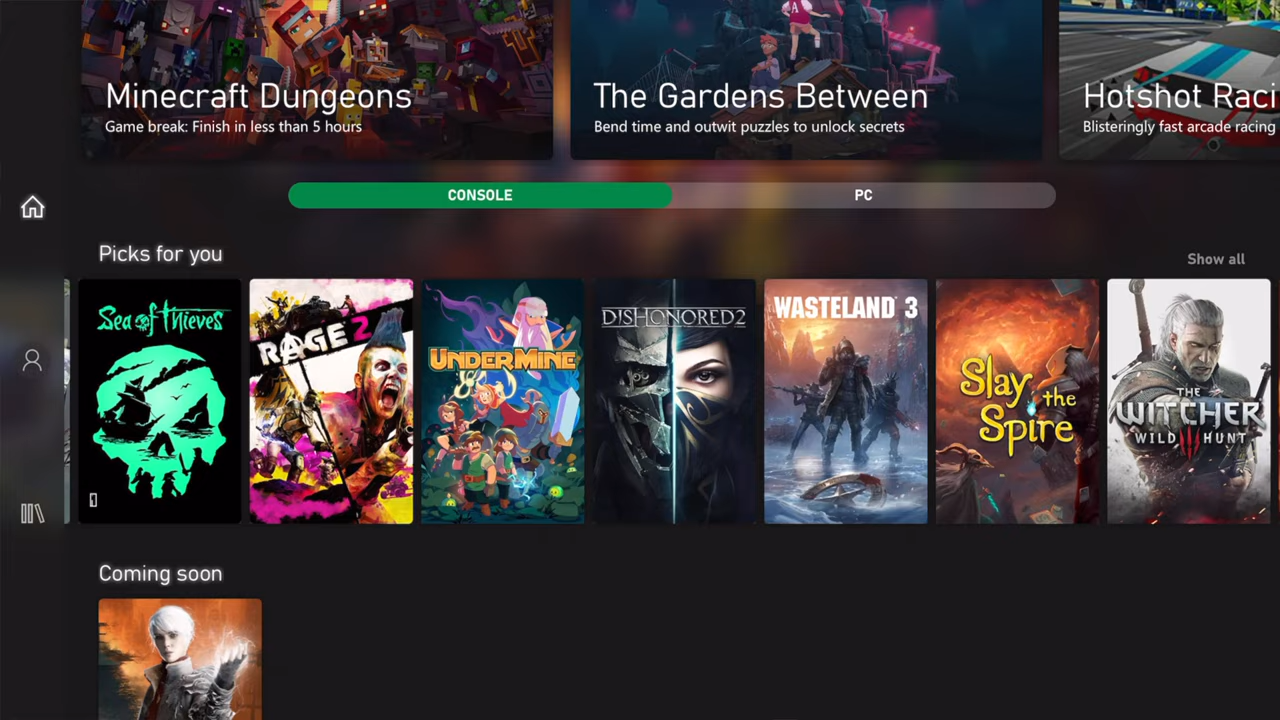 Minecraft Dungeons
Game break: Finish in less than 5 hours
The Gardens Between
Bend time and outwit puzzles to unlock secrets
Hotshot Raci
Blisteringly fast arcade racing
CONSOLE
PC
Picks for you
Show all
Sea of Thieves
RAGE 2
UNDERMINE
DISHONORED 2
WASTELAND 3
Slay
the
Spire
THE
WITCHER
WILD HUNT
Coming soon